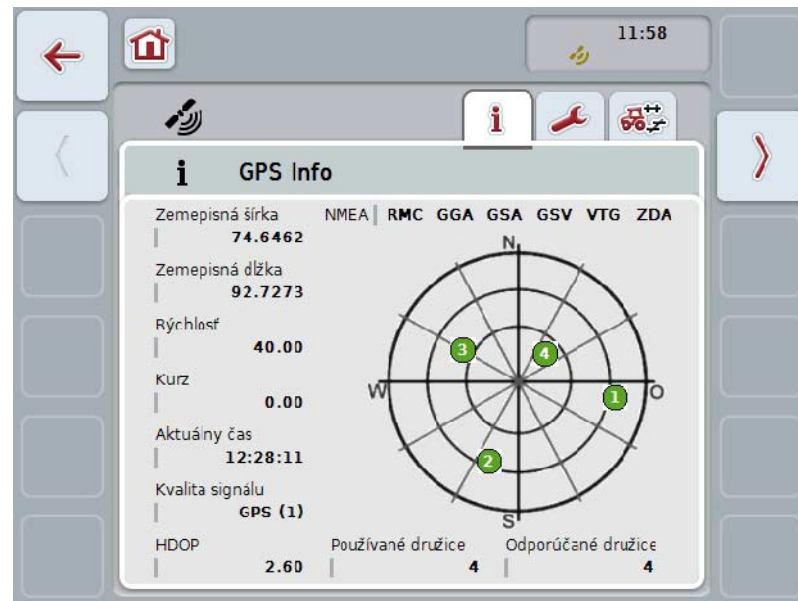 11:58
GPS Info
Zemepisná šírka
74.6462
NMEA RMC GGA GSA GSV VTG ZDA
Zemepisná dĺžka
92.7273
Rýchlosť
40.00
Kurz
0.00
Aktuálny čas
12:28:11
Kvalita signálu
GPS (1)
HDOP
2.60
Používané družice
4
Odporúčané družice
4
N
3
4
W
1
O
2
S